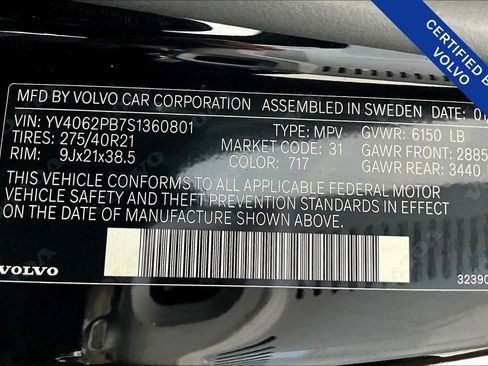 CERTIFIED BY
VOLVO
MFD BY VOLVO CAR CORPORATION ASSEMBLED IN SWEDEN DATE: 01
VIN: YV4062PB7S1360801 TYPE: MPV GVWR: 6150 LB
TIRES: 275/40R21 MARKET CODE: 31 GAWR FRONT: 2885
RIM: 9Jx21x38.5 COLOR: 717 GAWR REAR: 3440
THIS VEHICLE CONFORMS TO ALL APPLICABLE FEDERAL MOTOR
VEHICLE SAFETY AND THEFT PREVENTION STANDARDS IN EFFECT
ON THE DATE OF MANUFACTURE SHOWN ABOVE.
VOLVO 32390